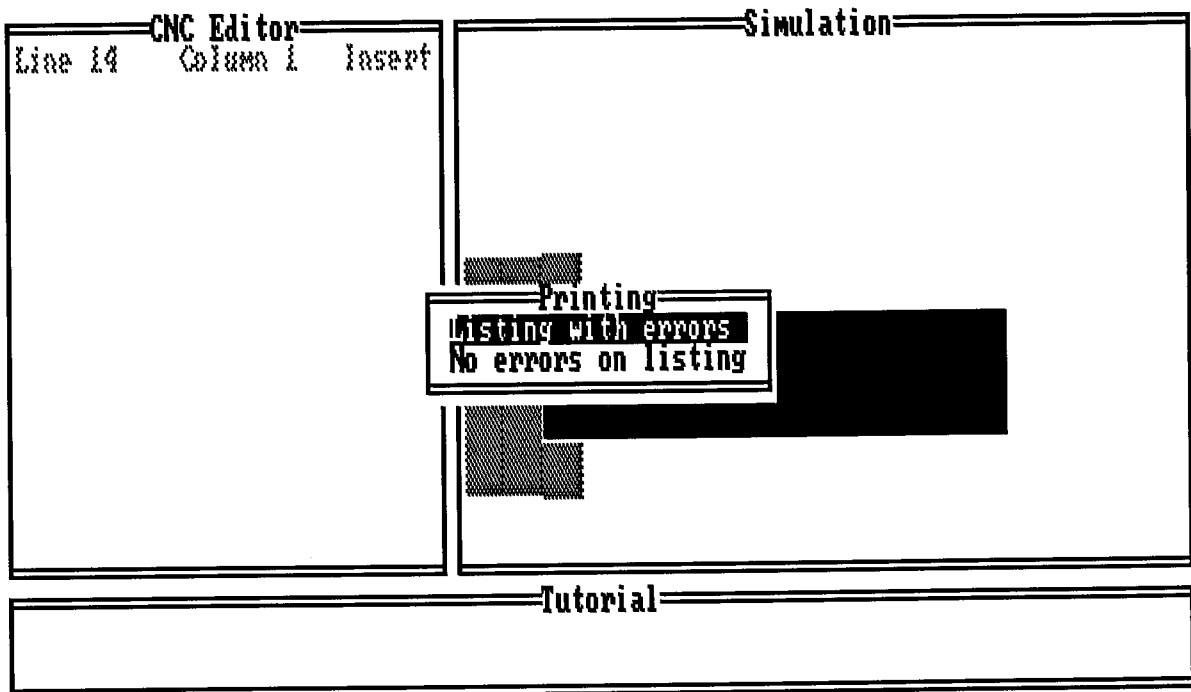 CNC Editor
Simulation
Line 14 Column 1 Insert
Printing
Listing with errors
No errors on listing
Tutorial